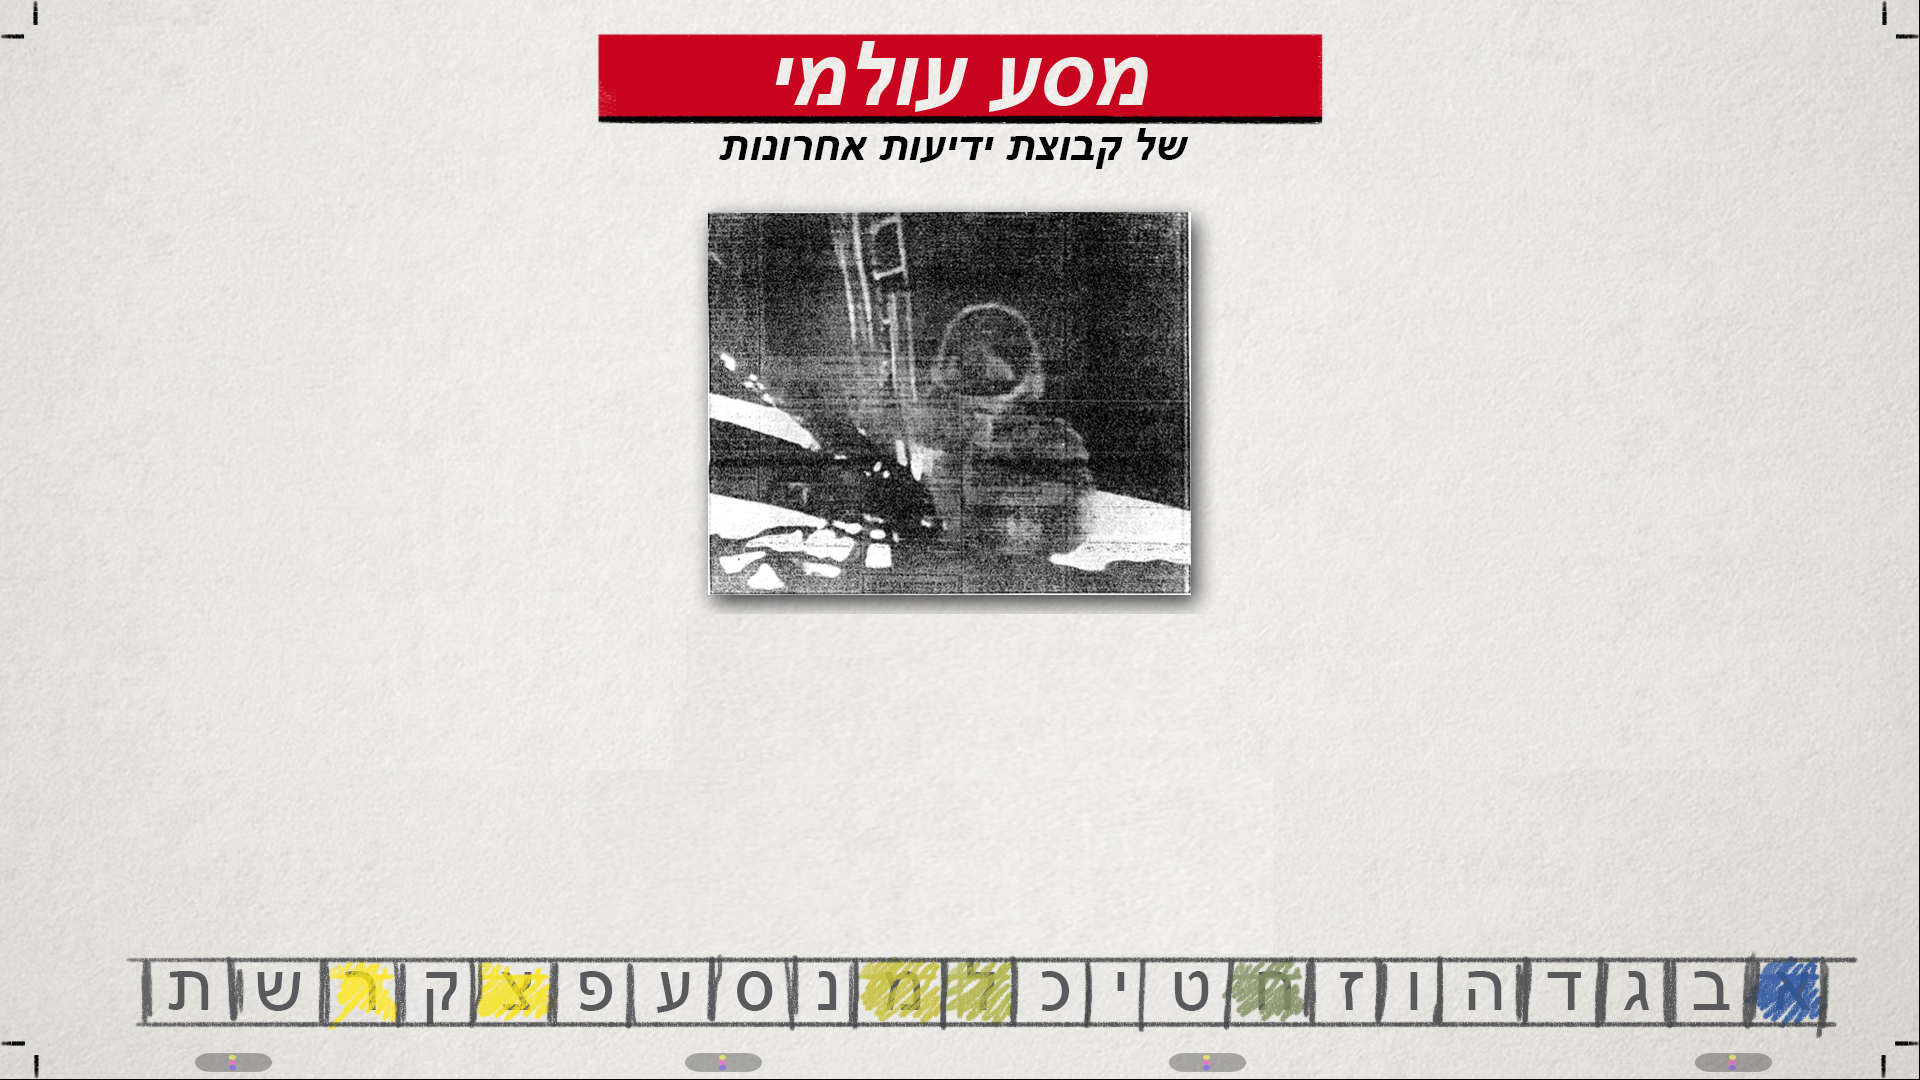 מסע עולמי
של קבוצת ידיעות אחרונות
א ב ג ד ה ו ז ח ט י כ ל מ נ ס ע פ צ ק ר ש ת